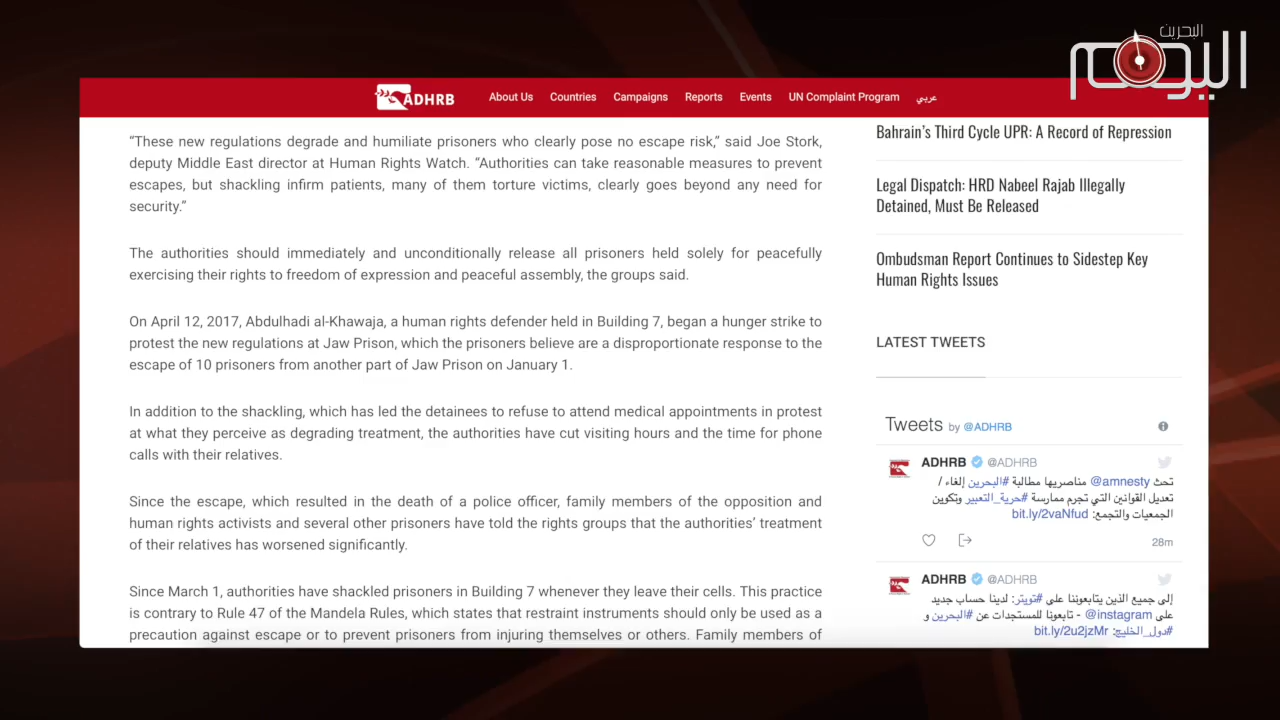 البحرين
اليوم
ADHRB
About Us Countries Campaigns Reports Events UN Complaint Program عربي
“These new regulations degrade and humiliate prisoners who clearly pose no escape risk,” said Joe Stork,
deputy Middle East director at Human Rights Watch. “Authorities can take reasonable measures to prevent
escapes, but shackling infirm patients, many of them torture victims, clearly goes beyond any need for
security.”
The authorities should immediately and unconditionally release all prisoners held solely for peacefully
exercising their rights to freedom of expression and peaceful assembly, the groups said.
On April 12, 2017, Abdulhadi al-Khawaja, a human rights defender held in Building 7, began a hunger strike to
protest the new regulations at Jaw Prison, which the prisoners believe are a disproportionate response to the
escape of 10 prisoners from another part of Jaw Prison on January 1.
In addition to the shackling, which has led the detainees to refuse to attend medical appointments in protest
at what they perceive as degrading treatment, the authorities have cut visiting hours and the time for phone
calls with their relatives.
Since the escape, which resulted in the death of a police officer, family members of the opposition and
human rights activists and several other prisoners have told the rights groups that the authorities’ treatment
of their relatives has worsened significantly.
Since March 1, authorities have shackled prisoners in Building 7 whenever they leave their cells. This practice
is contrary to Rule 47 of the Mandela Rules, which states that restraint instruments should only be used as a
precaution against escape or to prevent prisoners from injuring themselves or others. Family members of
Bahrain’s Third Cycle UPR: A Record of Repression
Legal Dispatch: HRD Nabeel Rajab Illegally
Detained, Must Be Released
Ombudsman Report Continues to Sidestep Key
Human Rights Issues
LATEST TWEETS
Tweets by @ADHRB
ADHRB @ADHRB
تحث @amnesty مناصريها مطالبة #البحرين إلغاء /
تعديل القوانين التي تجرم ممارسة #حرية_التعبير وتكوين
الجمعيات والتجمع: bit.ly/2vaNfud
28m
ADHRB @ADHRB
إلى جميع الذين يتابعوننا على #تويتر: لدينا حساب جديد
على @instagram - تابعونا للمستجدات عن #البحرين و
#دول_الخليج: bit.ly/2u2jzMr